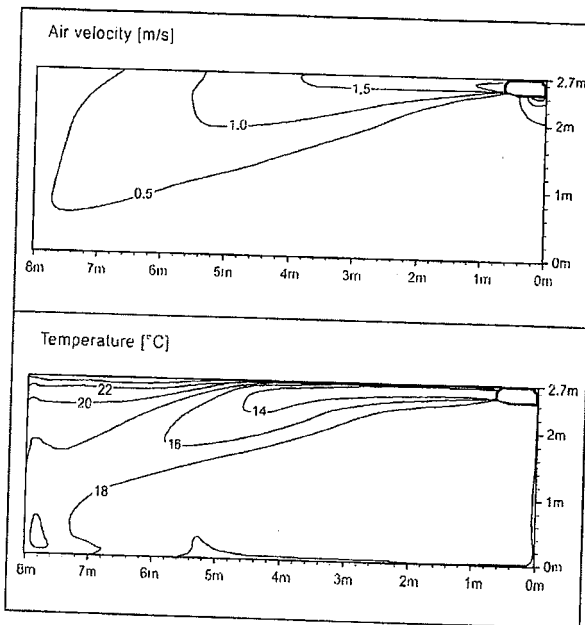 Air velocity [m/s]
1.5
2.7m
1.0
2m
0.5
1m
0m
8m 7m 6m 5m 4m 3m 2m 1m 0m
Temperature [°C]
22
20
14
2.7m
16
2m
18
1m
0m
8m 7m 6m 5m 4m 3m 2m 1m 0m